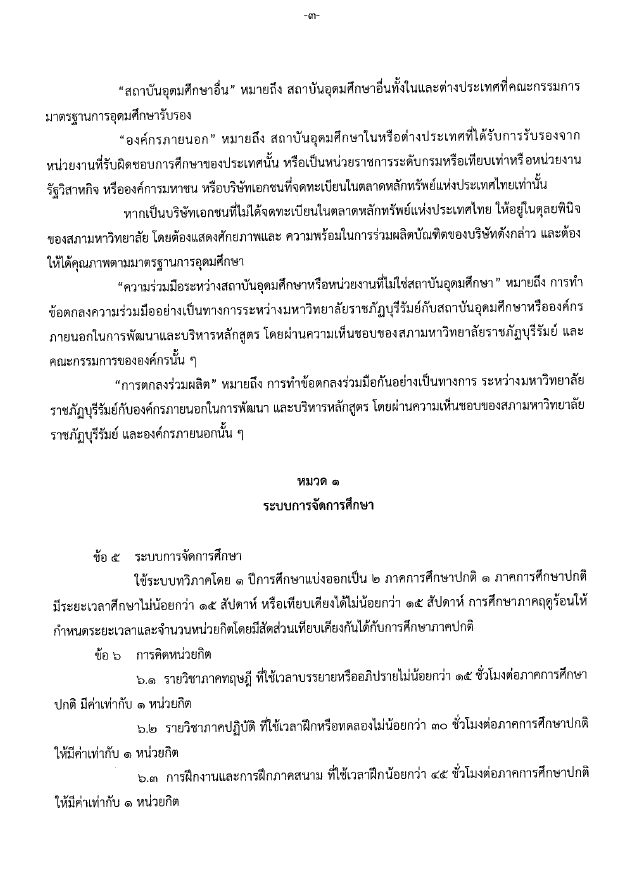 -๓-
“สถาบันอุดมศึกษาอื่น” หมายถึง สถาบันอุดมศึกษาอื่นทั้งในและต่างประเทศที่คณะกรรมการ
มาตรฐานการอุดมศึกษารับรอง
“องค์กรภายนอก” หมายถึง สถาบันอุดมศึกษาในหรือต่างประเทศที่ได้รับการรับรองจาก
หน่วยงานที่รับผิดชอบการศึกษาของประเทศนั้น หรือเป็นหน่วยราชการระดับกรมหรือเทียบเท่าหรือหน่วยงาน
รัฐวิสาหกิจ หรือองค์การมหาชน หรือบริษัทเอกชนที่จดทะเบียนในตลาดหลักทรัพย์แห่งประเทศไทยเท่านั้น
หากเป็นบริษัทเอกชนที่ไม่ได้จดทะเบียนในตลาดหลักทรัพย์แห่งประเทศไทย ให้อยู่ในดุลยพินิจ
ของสภามหาวิทยาลัย โดยต้องแสดงศักยภาพและ ความพร้อมในการร่วมผลิตบัณฑิตของบริษัทดังกล่าว และต้อง
ให้ได้คุณภาพตามมาตรฐานการอุดมศึกษา
“ความร่วมมือระหว่างสถาบันอุดมศึกษาหรือหน่วยงานที่ไม่ใช่สถาบันอุดมศึกษา” หมายถึง การทำ
ข้อตกลงความร่วมมืออย่างเป็นทางการระหว่างมหาวิทยาลัยราชภัฏบุรีรัมย์กับสถาบันอุดมศึกษาหรือองค์กร
ภายนอกในการพัฒนาและบริหารหลักสูตร โดยผ่านความเห็นชอบของสภามหาวิทยาลัยราชภัฏบุรีรัมย์ และ
คณะกรรมการขององค์กรนั้น ๆ
“การตกลงร่วมผลิต” หมายถึง การทำข้อตกลงร่วมมือกันอย่างเป็นทางการ ระหว่างมหาวิทยาลัย
ราชภัฏบุรีรัมย์กับองค์กรภายนอกในการพัฒนา และบริหารหลักสูตร โดยผ่านความเห็นชอบของสภามหาวิทยาลัย
ราชภัฏบุรีรัมย์ และองค์กรภายนอกนั้น ๆ
หมวด ๑
ระบบการจัดการศึกษา
ข้อ ๕ ระบบการจัดการศึกษา
ใช้ระบบทวิภาคโดย ๑ ปีการศึกษาแบ่งออกเป็น ๒ ภาคการศึกษาปกติ ๑ ภาคการศึกษาปกติ
มีระยะเวลาศึกษาไม่น้อยกว่า ๑๕ สัปดาห์ หรือเทียบเคียงได้ไม่น้อยกว่า ๑๕ สัปดาห์ การศึกษาภาคฤดูร้อนให้
กำหนดระยะเวลาและจำนวนหน่วยกิตโดยมีสัดส่วนเทียบเคียงกันได้กับการศึกษาภาคปกติ
ข้อ ๖ การคิดหน่วยกิต
๖.๑ รายวิชาภาคทฤษฎี ที่ใช้เวลาบรรยายหรืออภิปรายไม่น้อยกว่า ๑๕ ชั่วโมงต่อภาคการศึกษา
ปกติ มีค่าเท่ากับ ๑ หน่วยกิต
๖.๒ รายวิชาภาคปฏิบัติ ที่ใช้เวลาฝึกหรือทดลองไม่น้อยกว่า ๓๐ ชั่วโมงต่อภาคการศึกษาปกติ
ให้มีค่าเท่ากับ ๑ หน่วยกิต
๖.๓ การฝึกงานและการฝึกภาคสนาม ที่ใช้เวลาฝึกน้อยกว่า ๔๕ ชั่วโมงต่อภาคการศึกษาปกติ
ให้มีค่าเท่ากับ ๑ หน่วยกิต